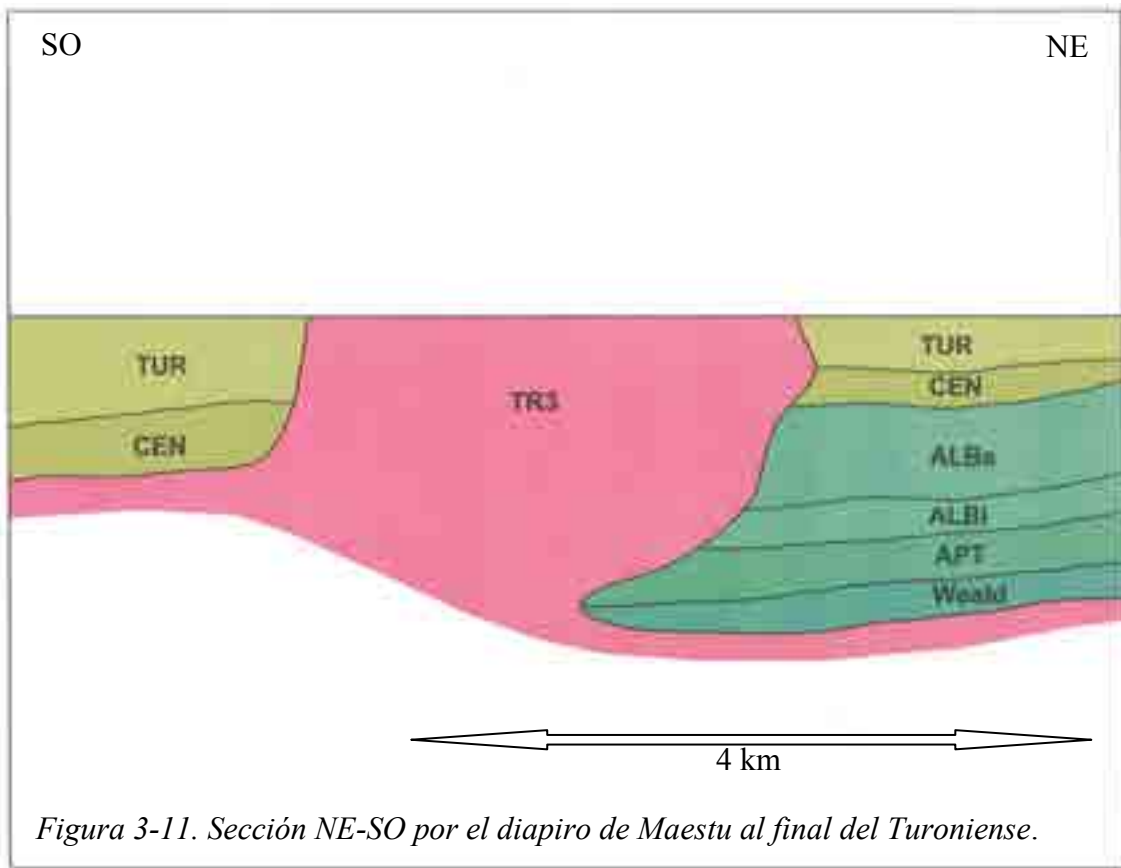 SO
NE
TUR
TUR
CEN
TR3
CEN
ALBs
ALBi
APT
Weald
4 km
Figura 3-11. Sección NE-SO por el diapiro de Maestu al final del Turoniense.